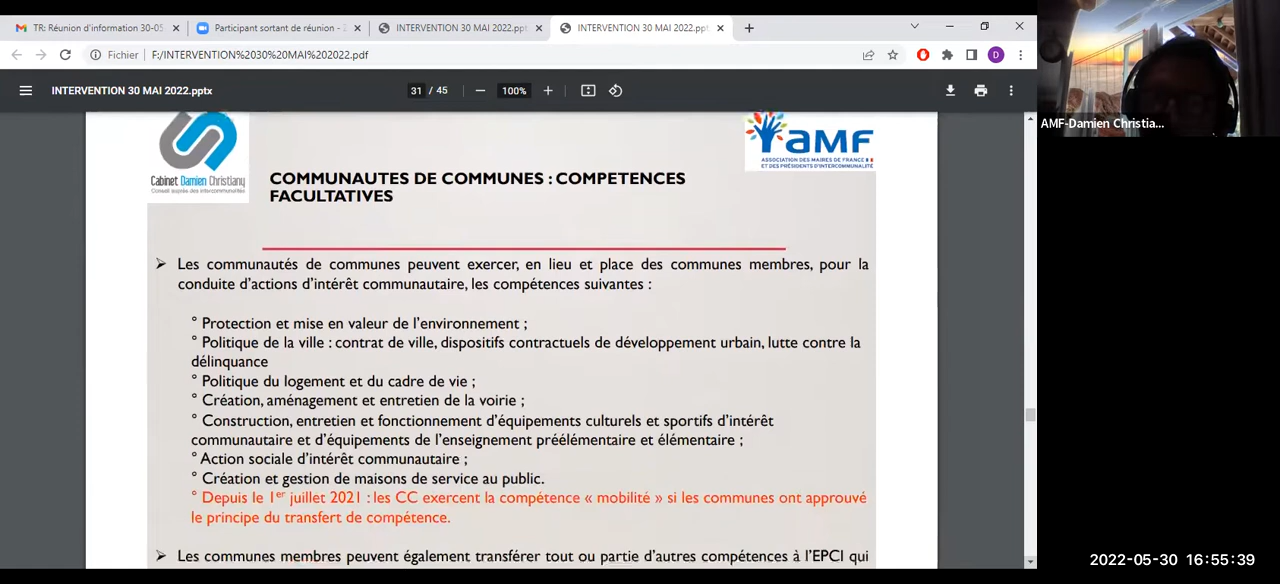 TR: Réunion d'information 30-05
Participant sortant de réunion - 
INTERVENTION 30 MAI 2022.ppt
INTERVENTION 30 MAI 2022.ppt
Fichier
F:/INTERVENTION%2030%20MAI%202022.pdf
D
INTERVENTION 30 MAI 2022.pptx
31 / 45
100%
AMF-Damien Christia...
Cabinet Damien Christiany
Conseil auprès des intercommunalités
AMF
ASSOCIATION DES MAIRES DE FRANCE
ET DES PRÉSIDENTS D'INTERCOMMUNALITÉ
COMMUNAUTES DE COMMUNES : COMPETENCES
FACULTATIVES
➢ Les communautés de communes peuvent exercer, en lieu et place des communes membres, pour la
conduite d'actions d'intérêt communautaire, les compétences suivantes :
° Protection et mise en valeur de l'environnement ;
° Politique de la ville : contrat de ville, dispositifs contractuels de développement urbain, lutte contre la
délinquance
° Politique du logement et du cadre de vie ;
° Création, aménagement et entretien de la voirie ;
° Construction, entretien et fonctionnement d'équipements culturels et sportifs d'intérêt
communautaire et d'équipements de l'enseignement préélémentaire et élémentaire ;
° Action sociale d'intérêt communautaire ;
° Création et gestion de maisons de service au public.
° Depuis le 1er juillet 2021 : les CC exercent la compétence « mobilité » si les communes ont approuvé
le principe du transfert de compétence.
➢ Les communes membres peuvent également transférer tout ou partie d'autres compétences à l'EPCI qui
2022-05-30 16:55:39